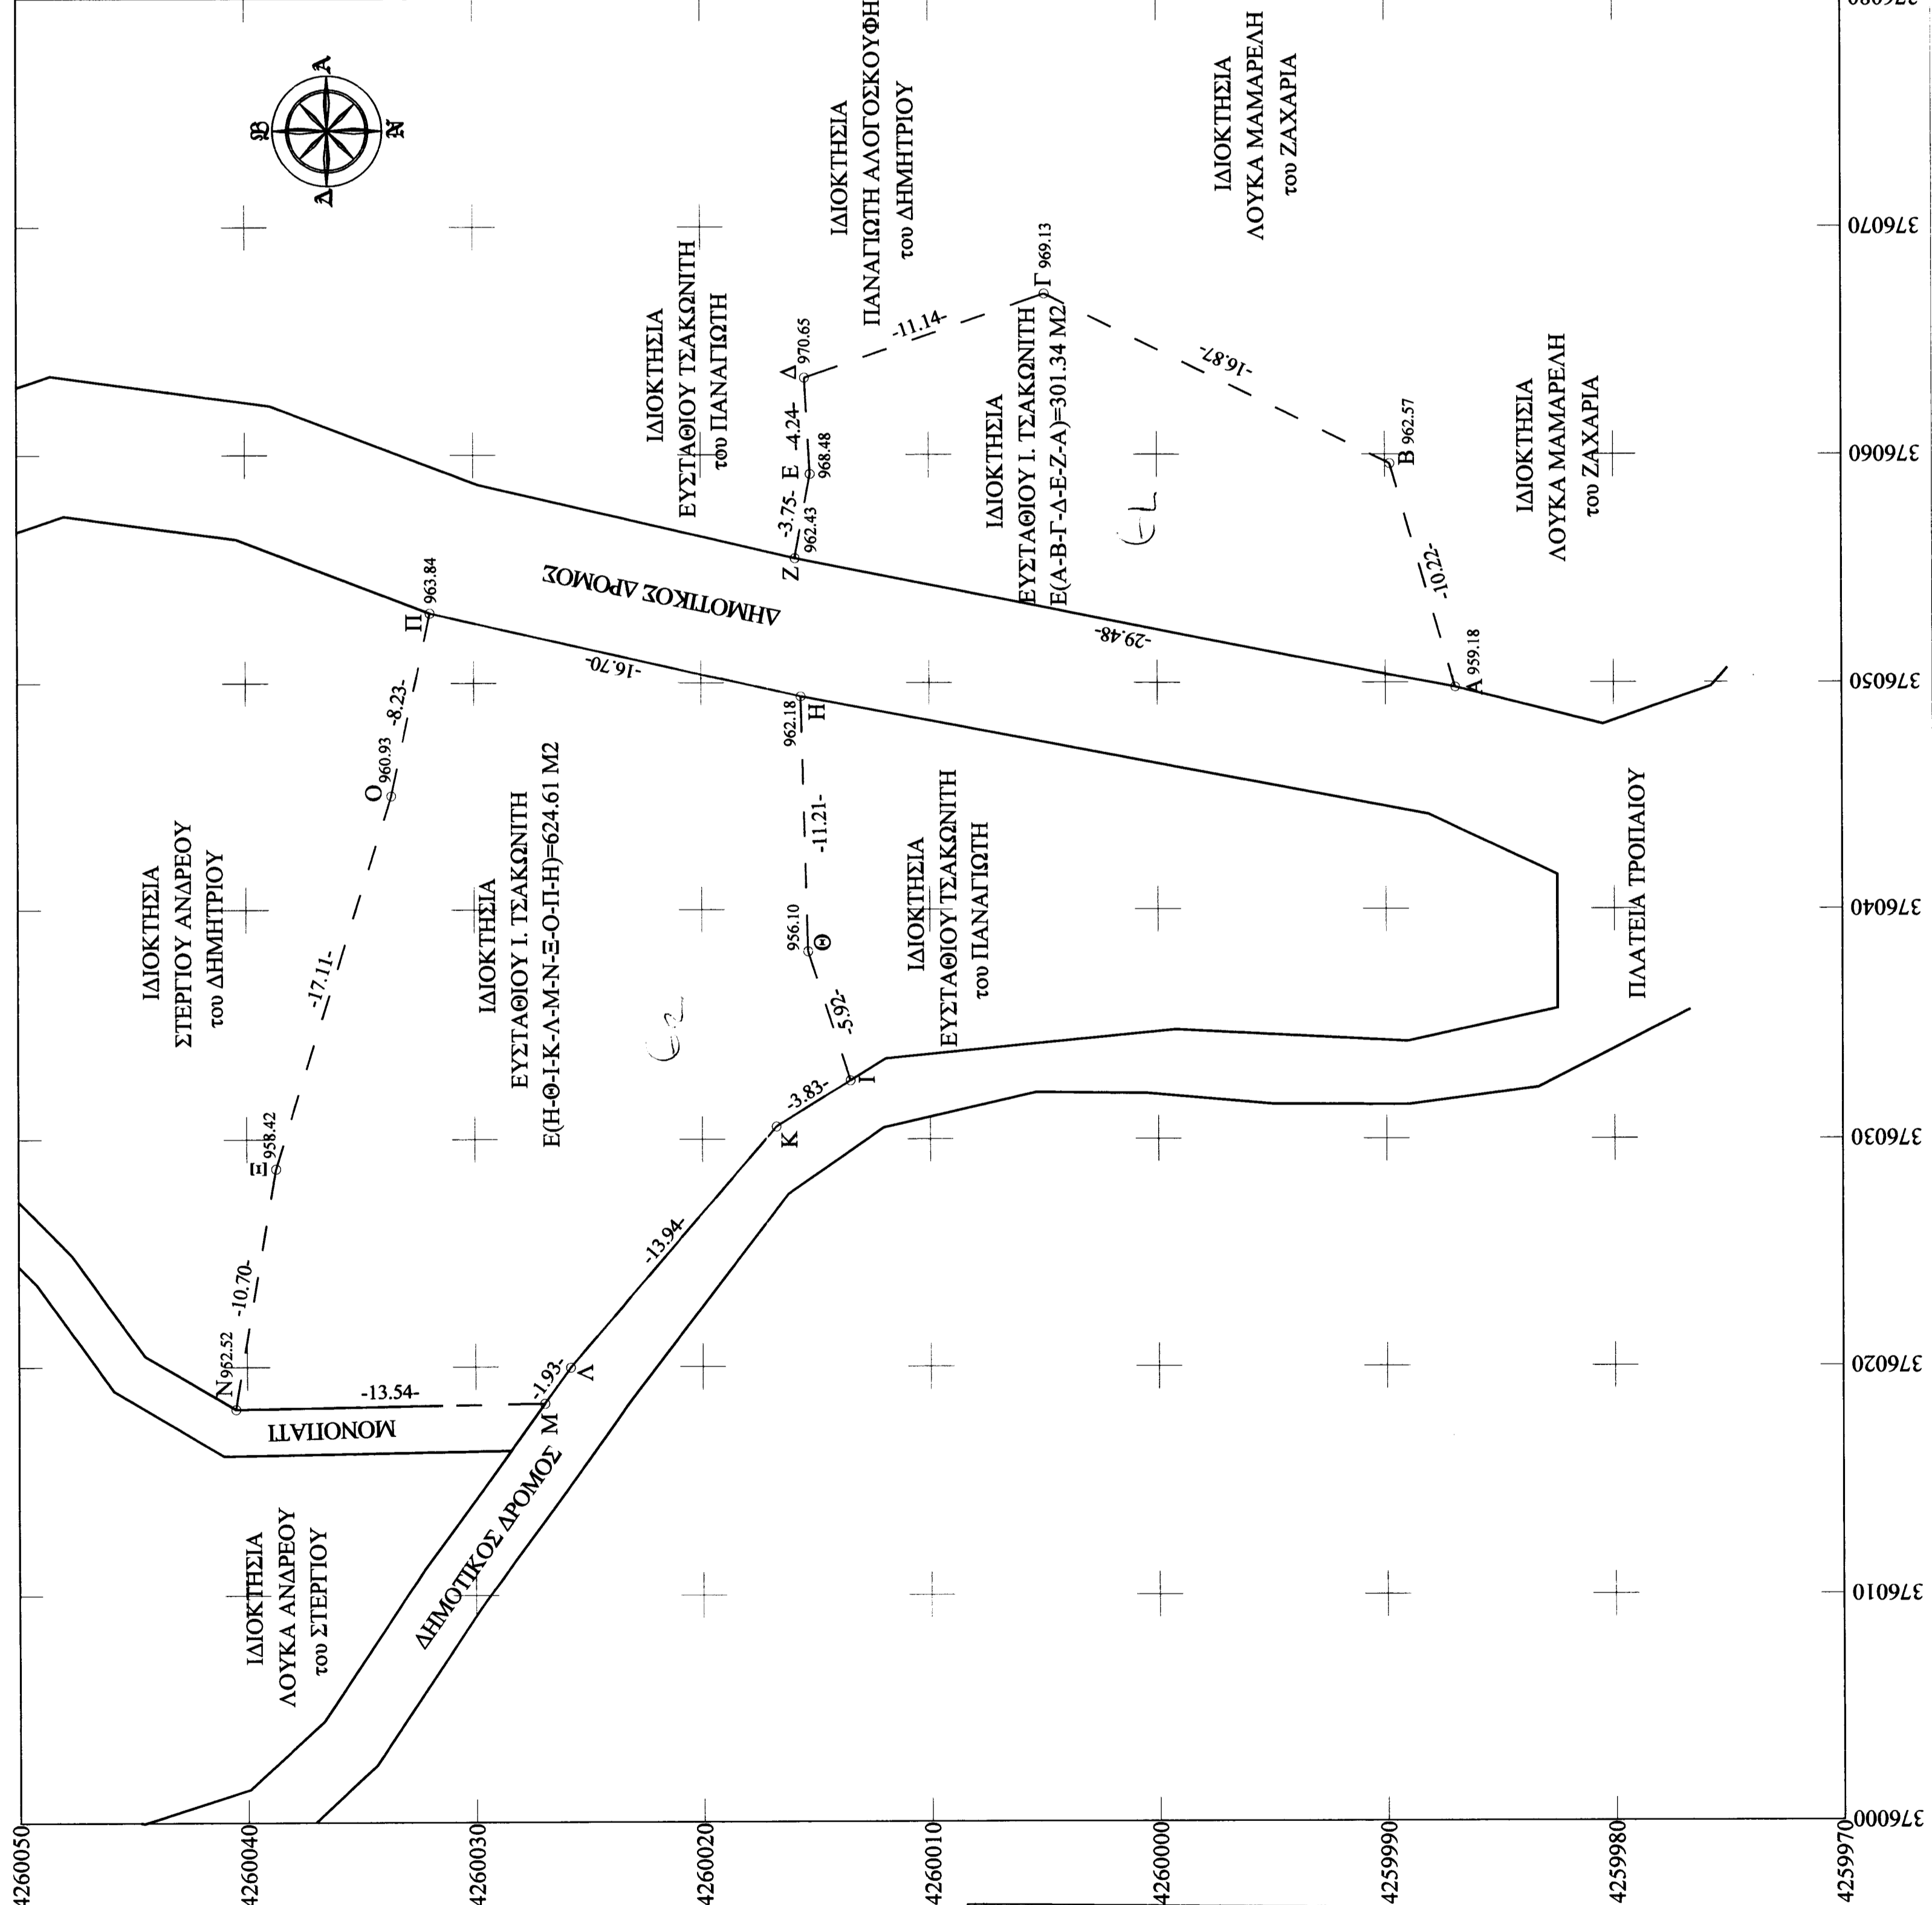 Β
Α
Ν
Δ
ΙΔΙΟΚΤΗΣΙΑ
ΣΤΕΡΓΙΟΥ ΑΝΔΡΕΟΥ
του ΔΗΜΗΤΡΙΟΥ
ΙΔΙΟΚΤΗΣΙΑ
ΛΟΥΚΑ ΑΝΔΡΕΟΥ
του ΣΤΕΡΓΙΟΥ
ΙΔΙΟΚΤΗΣΙΑ
ΕΥΣΤΑΘΙΟΥ Ι. ΤΣΑΚΩΝΙΤΗ
Ε(Η-Θ-Ι-Κ-Λ-Μ-Ν-Ξ-Ο-Π-Η)=624.61 Μ2
ΙΔΙΟΚΤΗΣΙΑ
ΕΥΣΤΑΘΙΟΥ ΤΣΑΚΩΝΙΤΗ
του ΠΑΝΑΓΙΩΤΗ
ΙΔΙΟΚΤΗΣΙΑ
ΠΑΝΑΓΙΩΤΗ ΑΛΟΓΟΣΚΟΥΦΗ
του ΔΗΜΗΤΡΙΟΥ
ΙΔΙΟΚΤΗΣΙΑ
ΕΥΣΤΑΘΙΟΥ ΤΣΑΚΩΝΙΤΗ
του ΠΑΝΑΓΙΩΤΗ
ΙΔΙΟΚΤΗΣΙΑ
ΕΥΣΤΑΘΙΟΥ Ι. ΤΣΑΚΩΝΙΤΗ
Ε(Α-Β-Γ-Δ-Ε-Ζ-Α)=301.34 Μ2
ΙΔΙΟΚΤΗΣΙΑ
ΛΟΥΚΑ ΜΑΜΑΡΕΛΗ
του ΖΑΧΑΡΙΑ
ΙΔΙΟΚΤΗΣΙΑ
ΛΟΥΚΑ ΜΑΜΑΡΕΛΗ
του ΖΑΧΑΡΙΑ
ΠΛΑΤΕΙΑ ΤΡΟΠΑΙΟΥ
ΔΗΜΟΤΙΚΟΣ ΔΡΟΜΟΣ
ΔΗΜΟΤΙΚΟΣ ΔΡΟΜΟΣ
ΜΟΝΟΠΑΤΙ
Ν 952.52
-10.70-
Ξ 958.42
-17.11-
Ο 960.93
-8.23-
Π 963.84
-16.70-
Η 962.18
-11.21-
Θ 956.10
-5.92-
Ι
-3.83-
Κ
-13.94-
Λ
-1.93-
Μ
-13.54-
Α 959.18
-10.22-
Β 962.57
-16.87-
Γ 969.13
-11.14-
Δ 970.65
-4.24-
Ε 968.48
-3.75-
Ζ 962.43
-29.48-
4260050
4260040
4260030
4260020
4260010
4260000
4259990
4259980
4259970
376000
376010
376020
376030
376040
376050
376060
376070
376080